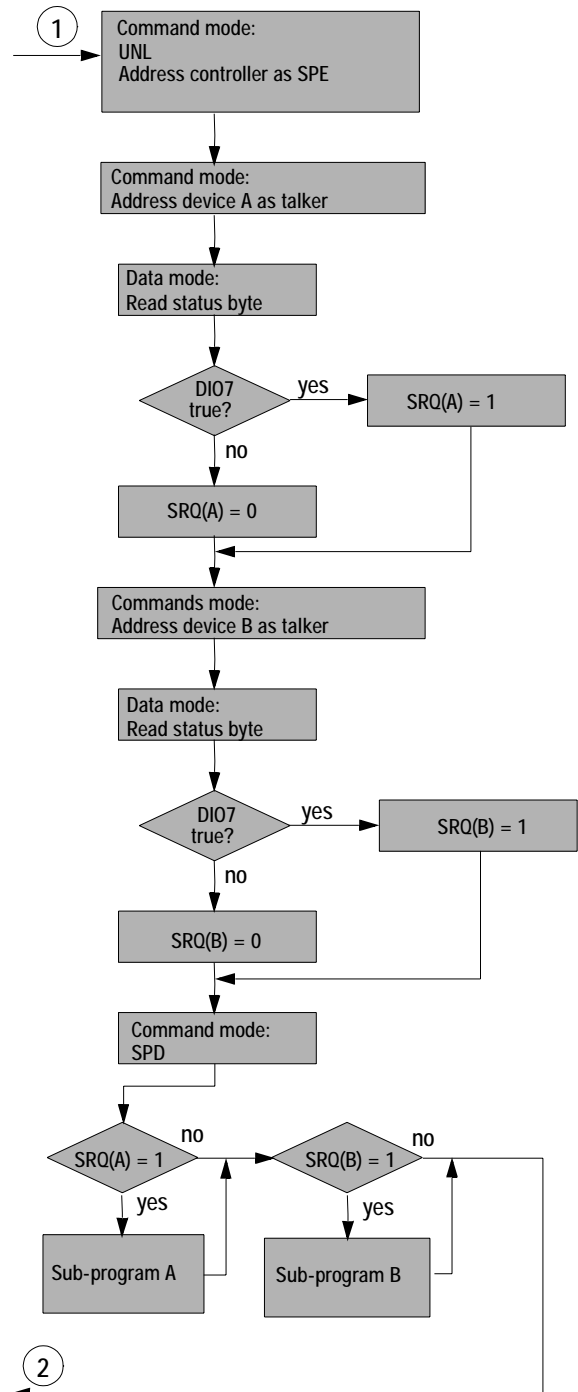 1
Command mode:
UNL
Address controller as SPE
Command mode:
Address device A as talker
Data mode:
Read status byte
DIO7
true?
yes
SRQ(A) = 1
no
SRQ(A) = 0
Commands mode:
Address device B as talker
Data mode:
Read status byte
DIO7
true?
yes
SRQ(B) = 1
no
SRQ(B) = 0
Command mode:
SPD
SRQ(A) = 1
no
SRQ(B) = 1
no
yes
yes
Sub-program A
Sub-program B
2